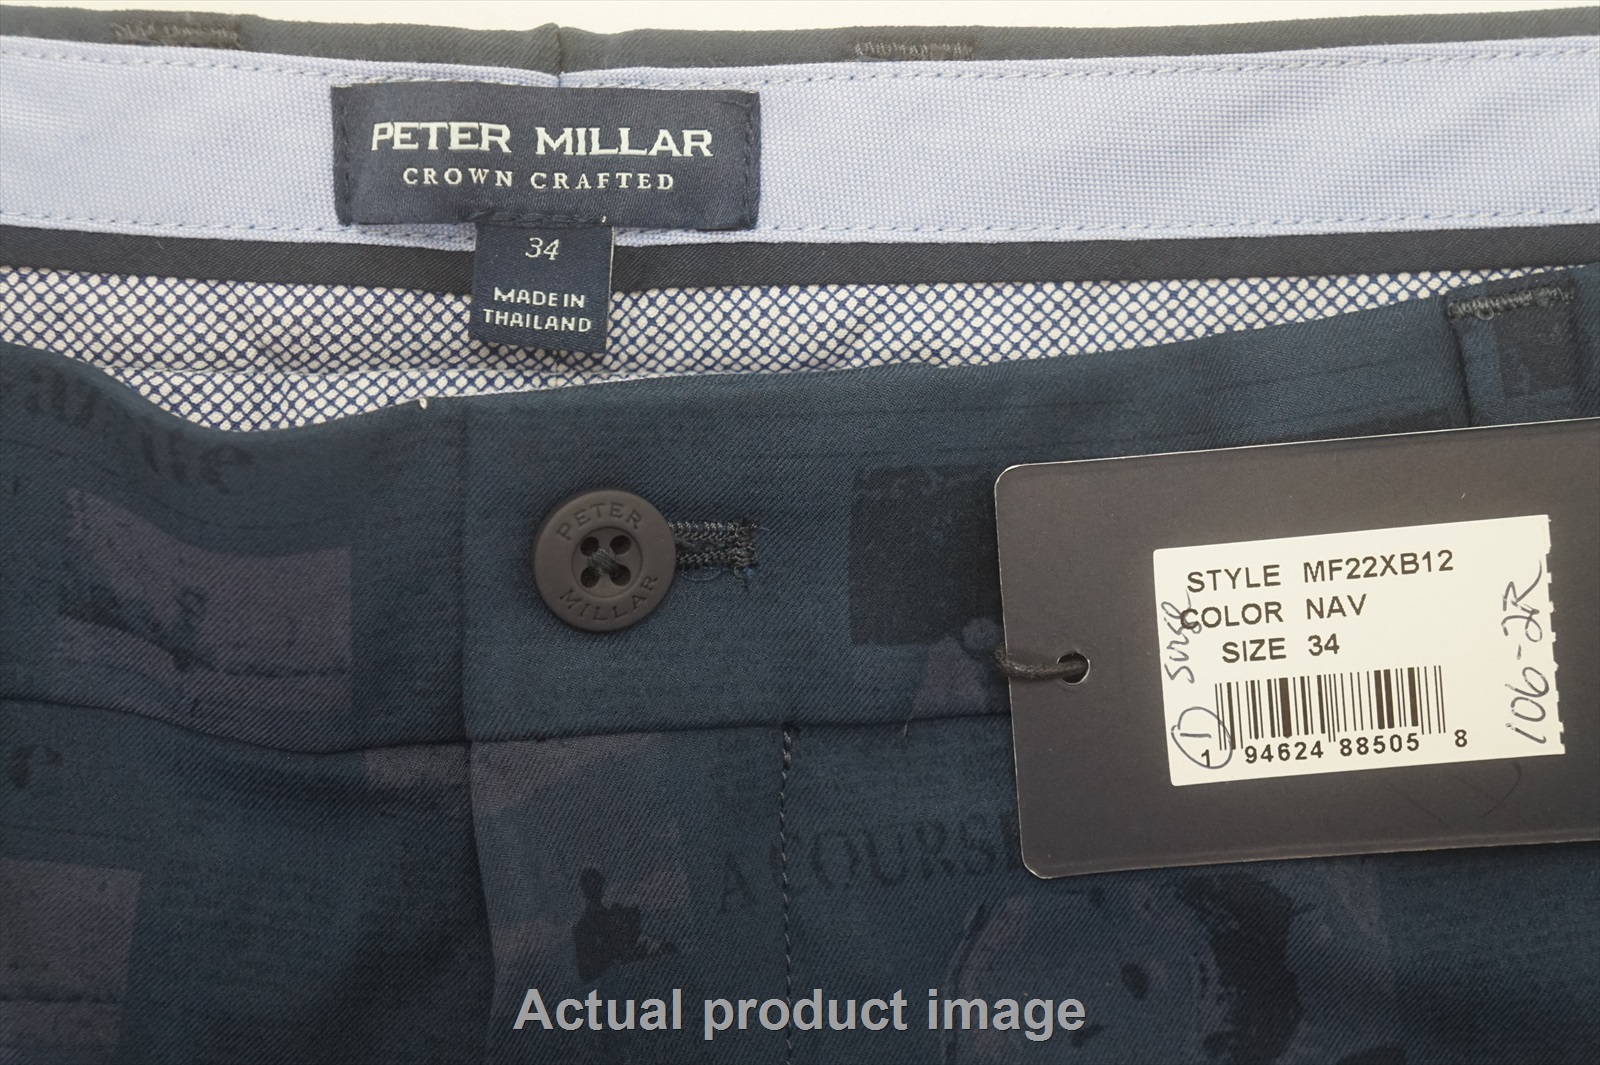 PETER MILLAR
CROWN CRAFTED
34
MADE IN
THAILAND
PETER
MILLAR
STYLE MF22XB12
COLOR NAV
SIZE 34
1 94624 88505 8
106-2R
A COURSE
Actual product image